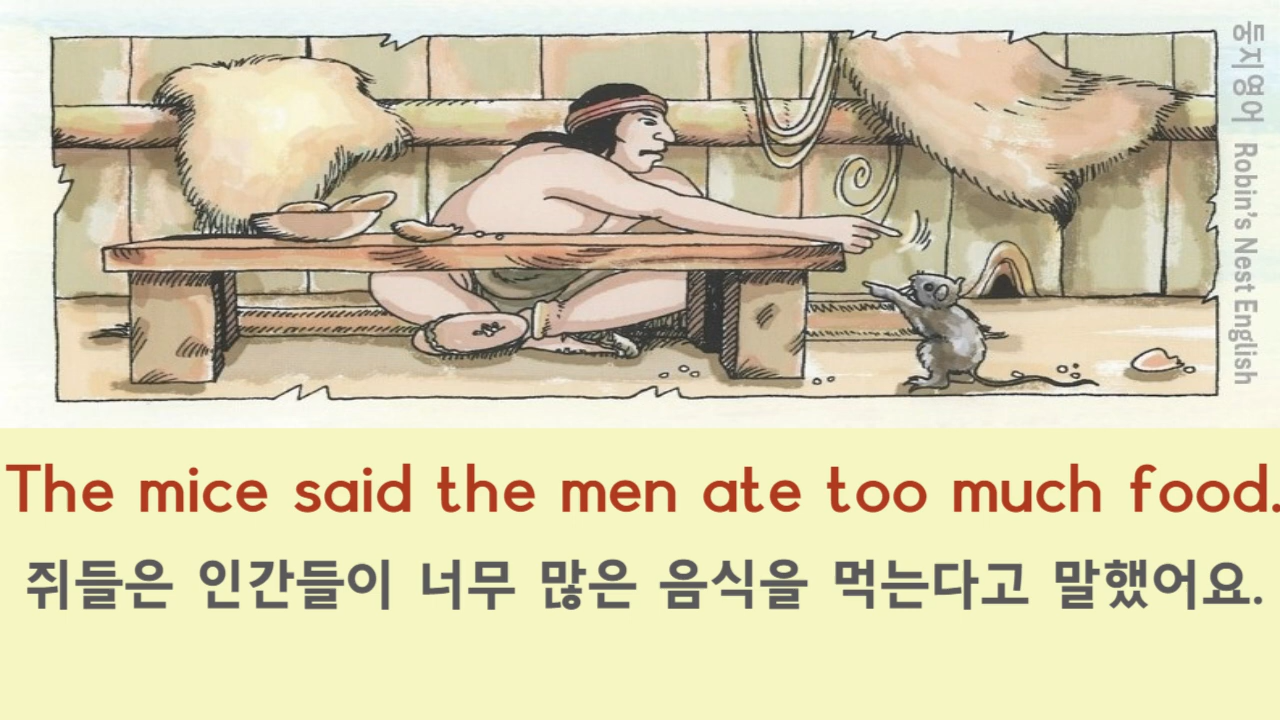 The mice said the men ate too much food.
쥐들은 인간들이 너무 많은 음식을 먹는다고 말했어요.
둥지영어 Robin's Nest English